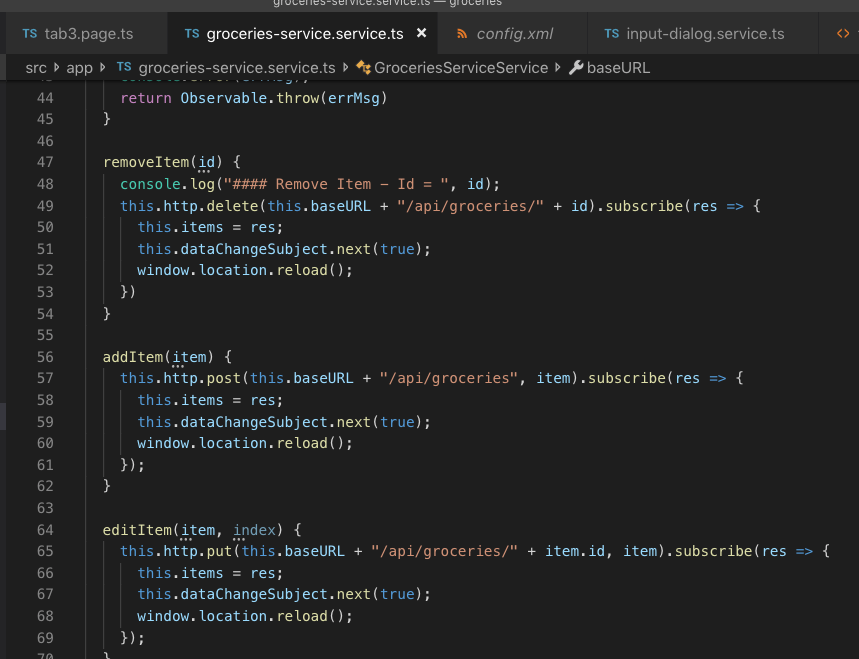 groceries-service.service.ts — groceries
TS tab3.page.ts TS groceries-service.service.ts × config.xml TS input-dialog.service.ts <>
src app TS groceries-service.service.ts GroceriesServiceService baseURL
44 return Observable.throw(errMsg)
45 }
46
47 removeItem(id) {
48 console.log("#### Remove Item - Id = ", id);
49 this.http.delete(this.baseURL + "/api/groceries/" + id).subscribe(res => {
50 this.items = res;
51 this.dataChangeSubject.next(true);
52 window.location.reload();
53 })
54 }
55
56 addItem(item) {
57 this.http.post(this.baseURL + "/api/groceries", item).subscribe(res => {
58 this.items = res;
59 this.dataChangeSubject.next(true);
60 window.location.reload();
61 });
62 }
63
64 editItem(item, index) {
65 this.http.put(this.baseURL + "/api/groceries/" + item.id, item).subscribe(res => {
66 this.items = res;
67 this.dataChangeSubject.next(true);
68 window.location.reload();
69 });
70 }